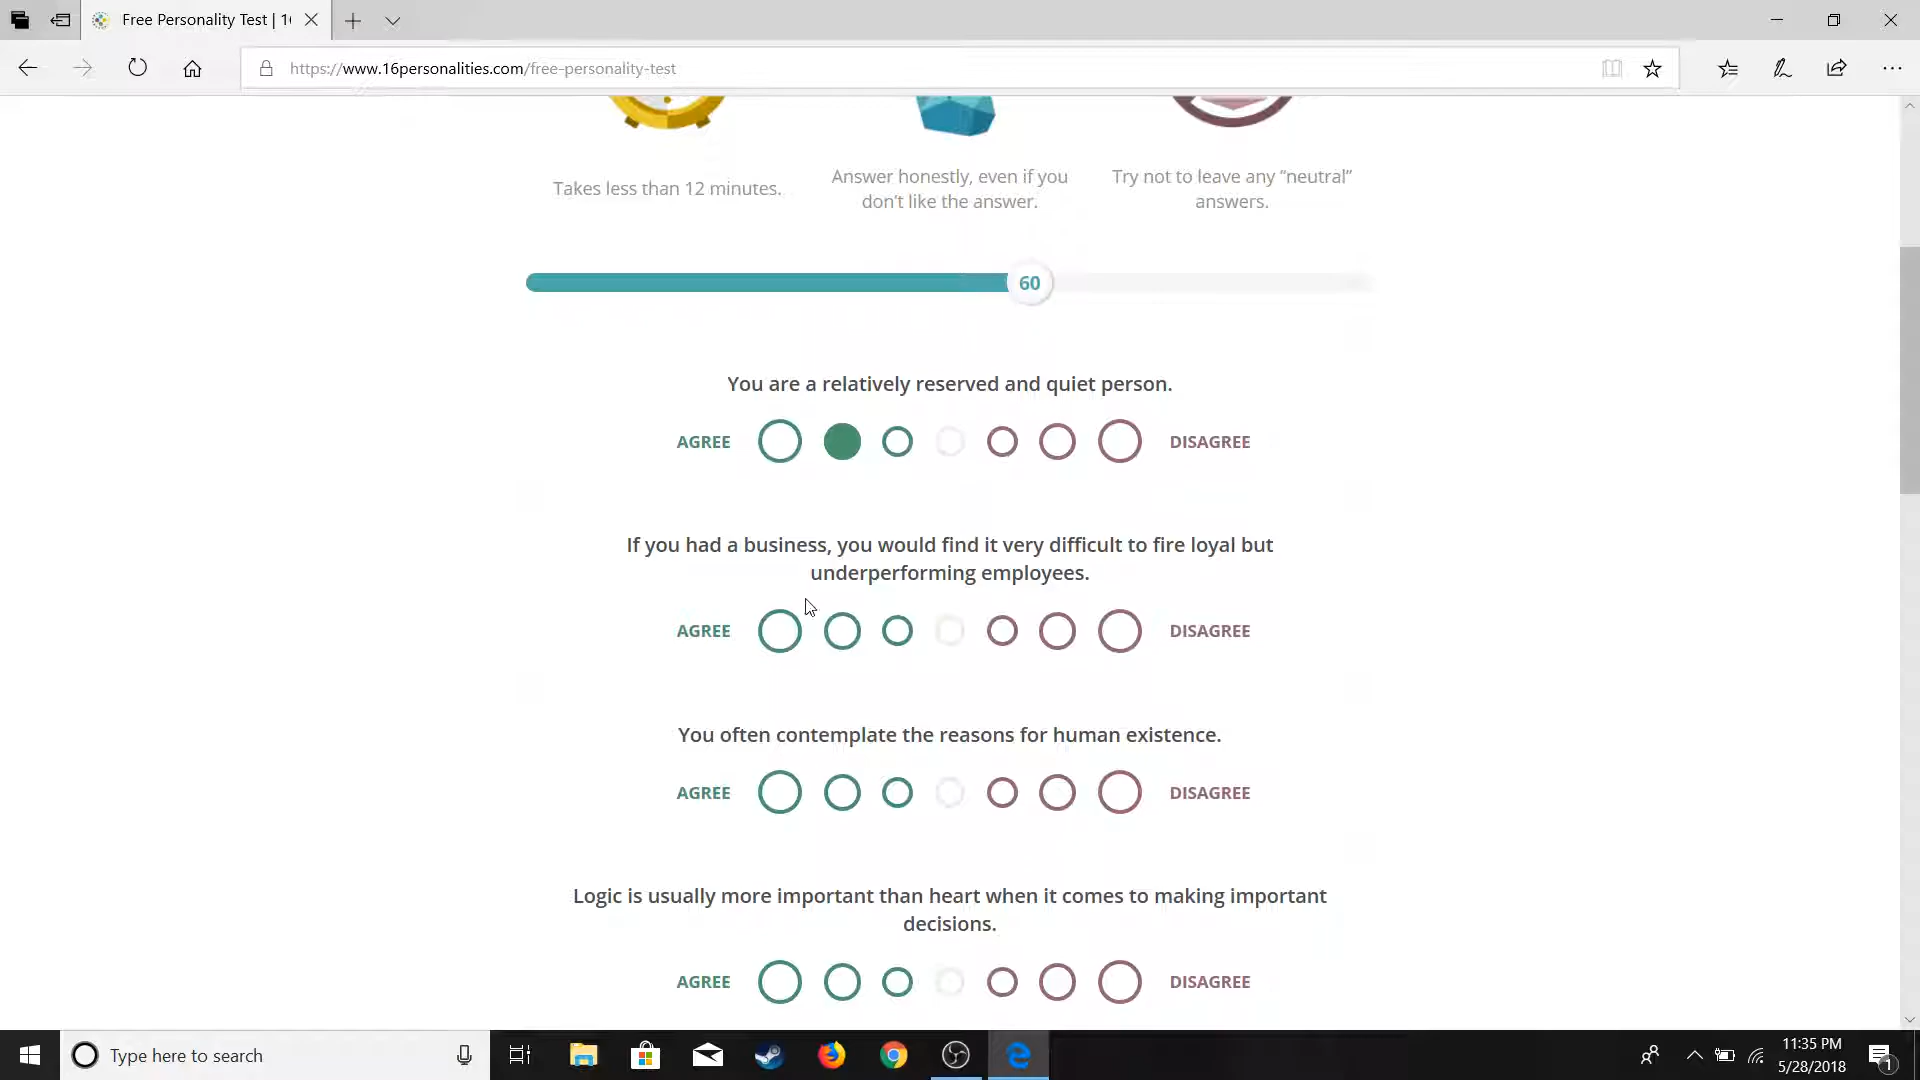 Free Personality Test | 1
https://www.16personalities.com/free-personality-test
Takes less than 12 minutes.
Answer honestly, even if you
don't like the answer.
Try not to leave any “neutral”
answers.
60
You are a relatively reserved and quiet person.
AGREE DISAGREE
If you had a business, you would find it very difficult to fire loyal but
underperforming employees.
AGREE DISAGREE
You often contemplate the reasons for human existence.
AGREE DISAGREE
Logic is usually more important than heart when it comes to making important
decisions.
AGREE DISAGREE
Type here to search
11:35 PM
5/28/2018
1